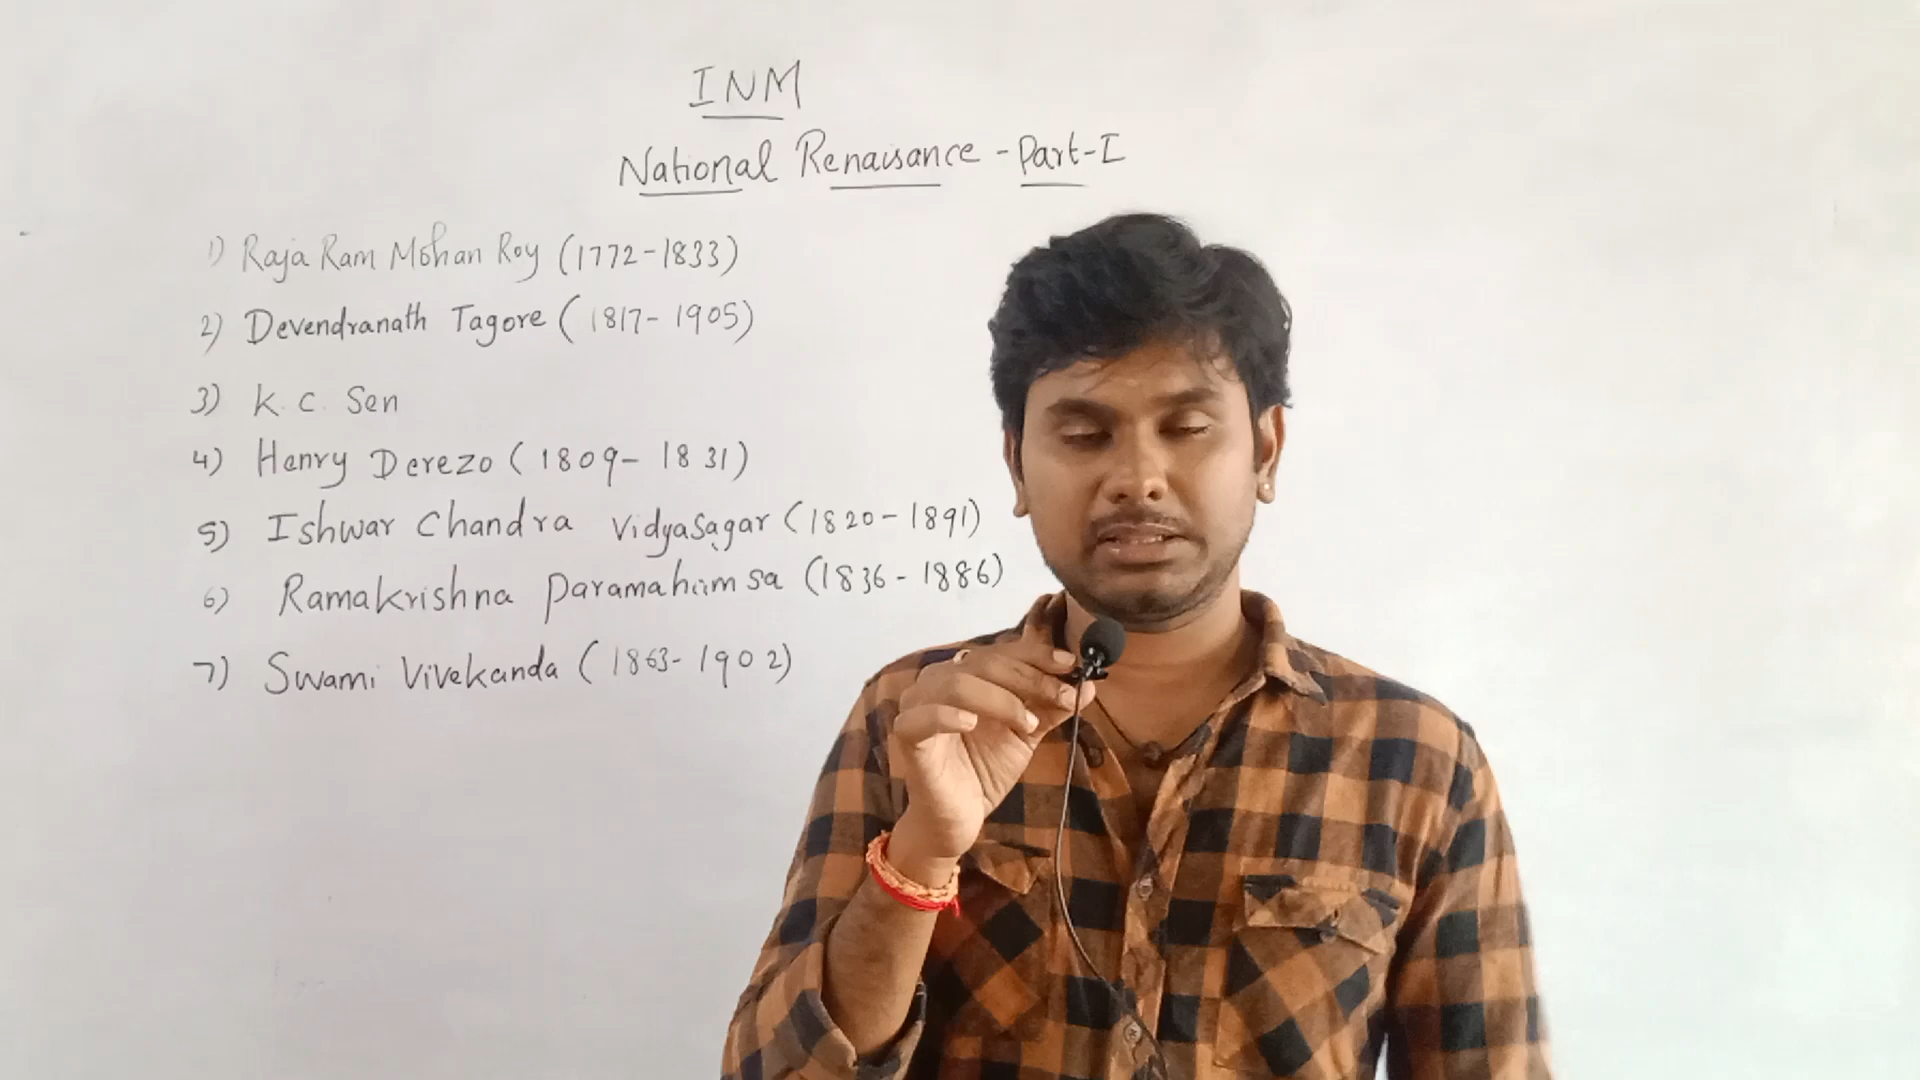 INM
National Renaisance - Part-I
1) Raja Ram Mohan Roy (1772-1833)
2) Devendranath Tagore (1817-1905)
3) K. C. Sen
4) Henry Derezo (1809-1831)
5) Ishwar Chandra Vidyasagar (1820-1891)
6) Ramakrishna paramahamsa (1836-1886)
7) Swami Vivekanda (1863-1902)